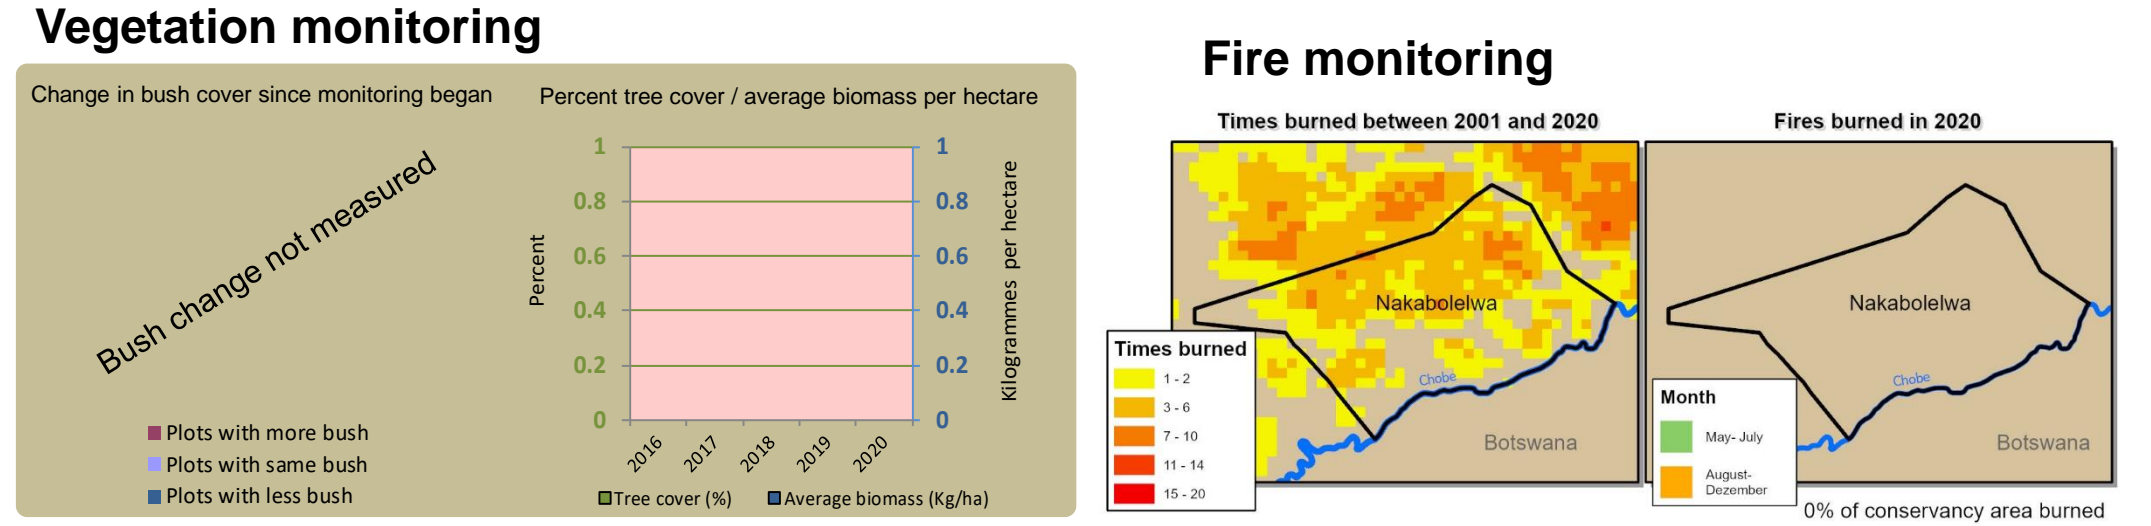 Vegetation monitoring
Change in bush cover since monitoring began
Bush change not measured
Plots with more bush
Plots with same bush
Plots with less bush
Percent tree cover / average biomass per hectare
Percent
1
0.8
0.6
0.4
0.2
0
1
0.8
0.6
0.4
0.2
0
Kilogrammes per hectare
2016
2017
2018
2019
2020
Tree cover (%)
Average biomass (Kg/ha)
Fire monitoring
Times burned between 2001 and 2020
Nakabolelwa
Chobe
Botswana
Times burned
1 - 2
3 - 6
7 - 10
11 - 14
15 - 20
Fires burned in 2020
Nakabolelwa
Chobe
Botswana
Month
May- July
August-
Dezember
0% of conservancy area burned